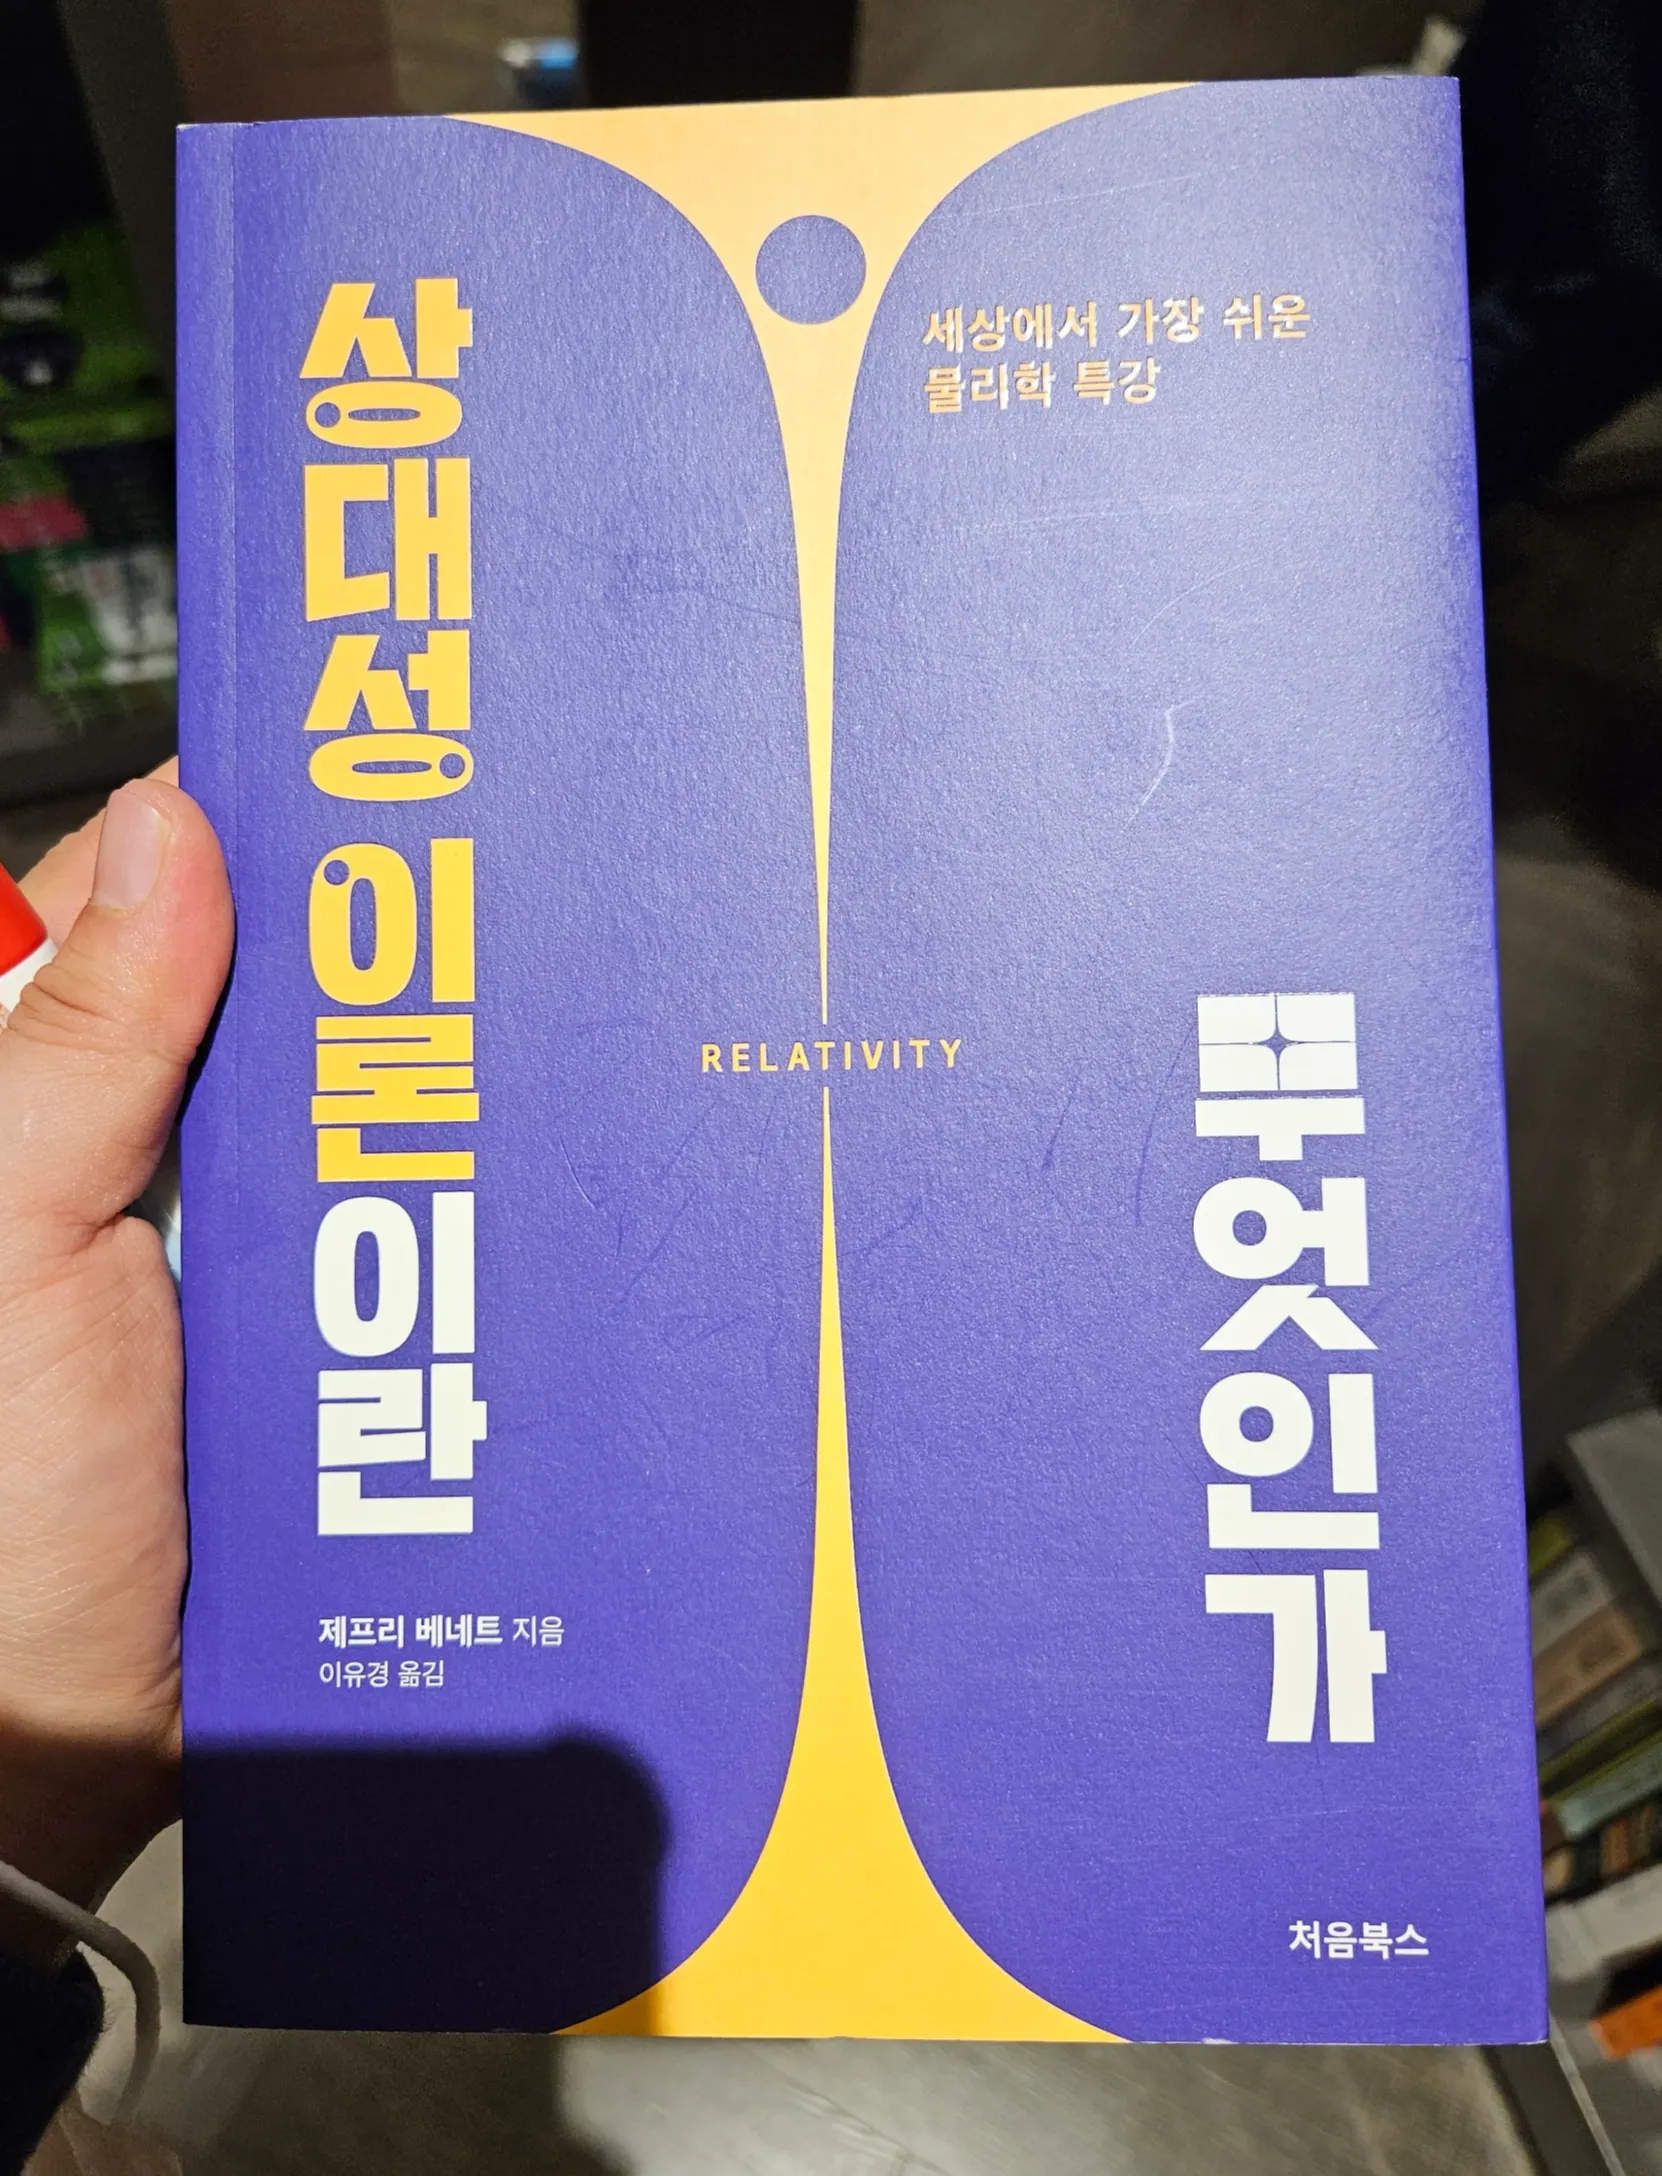 상대성 이론이란
세상에서 가장 쉬운
물리학 특강
RELATIVITY
무엇인가
제프리 베네트 지음
이유경 옮김
처음북스